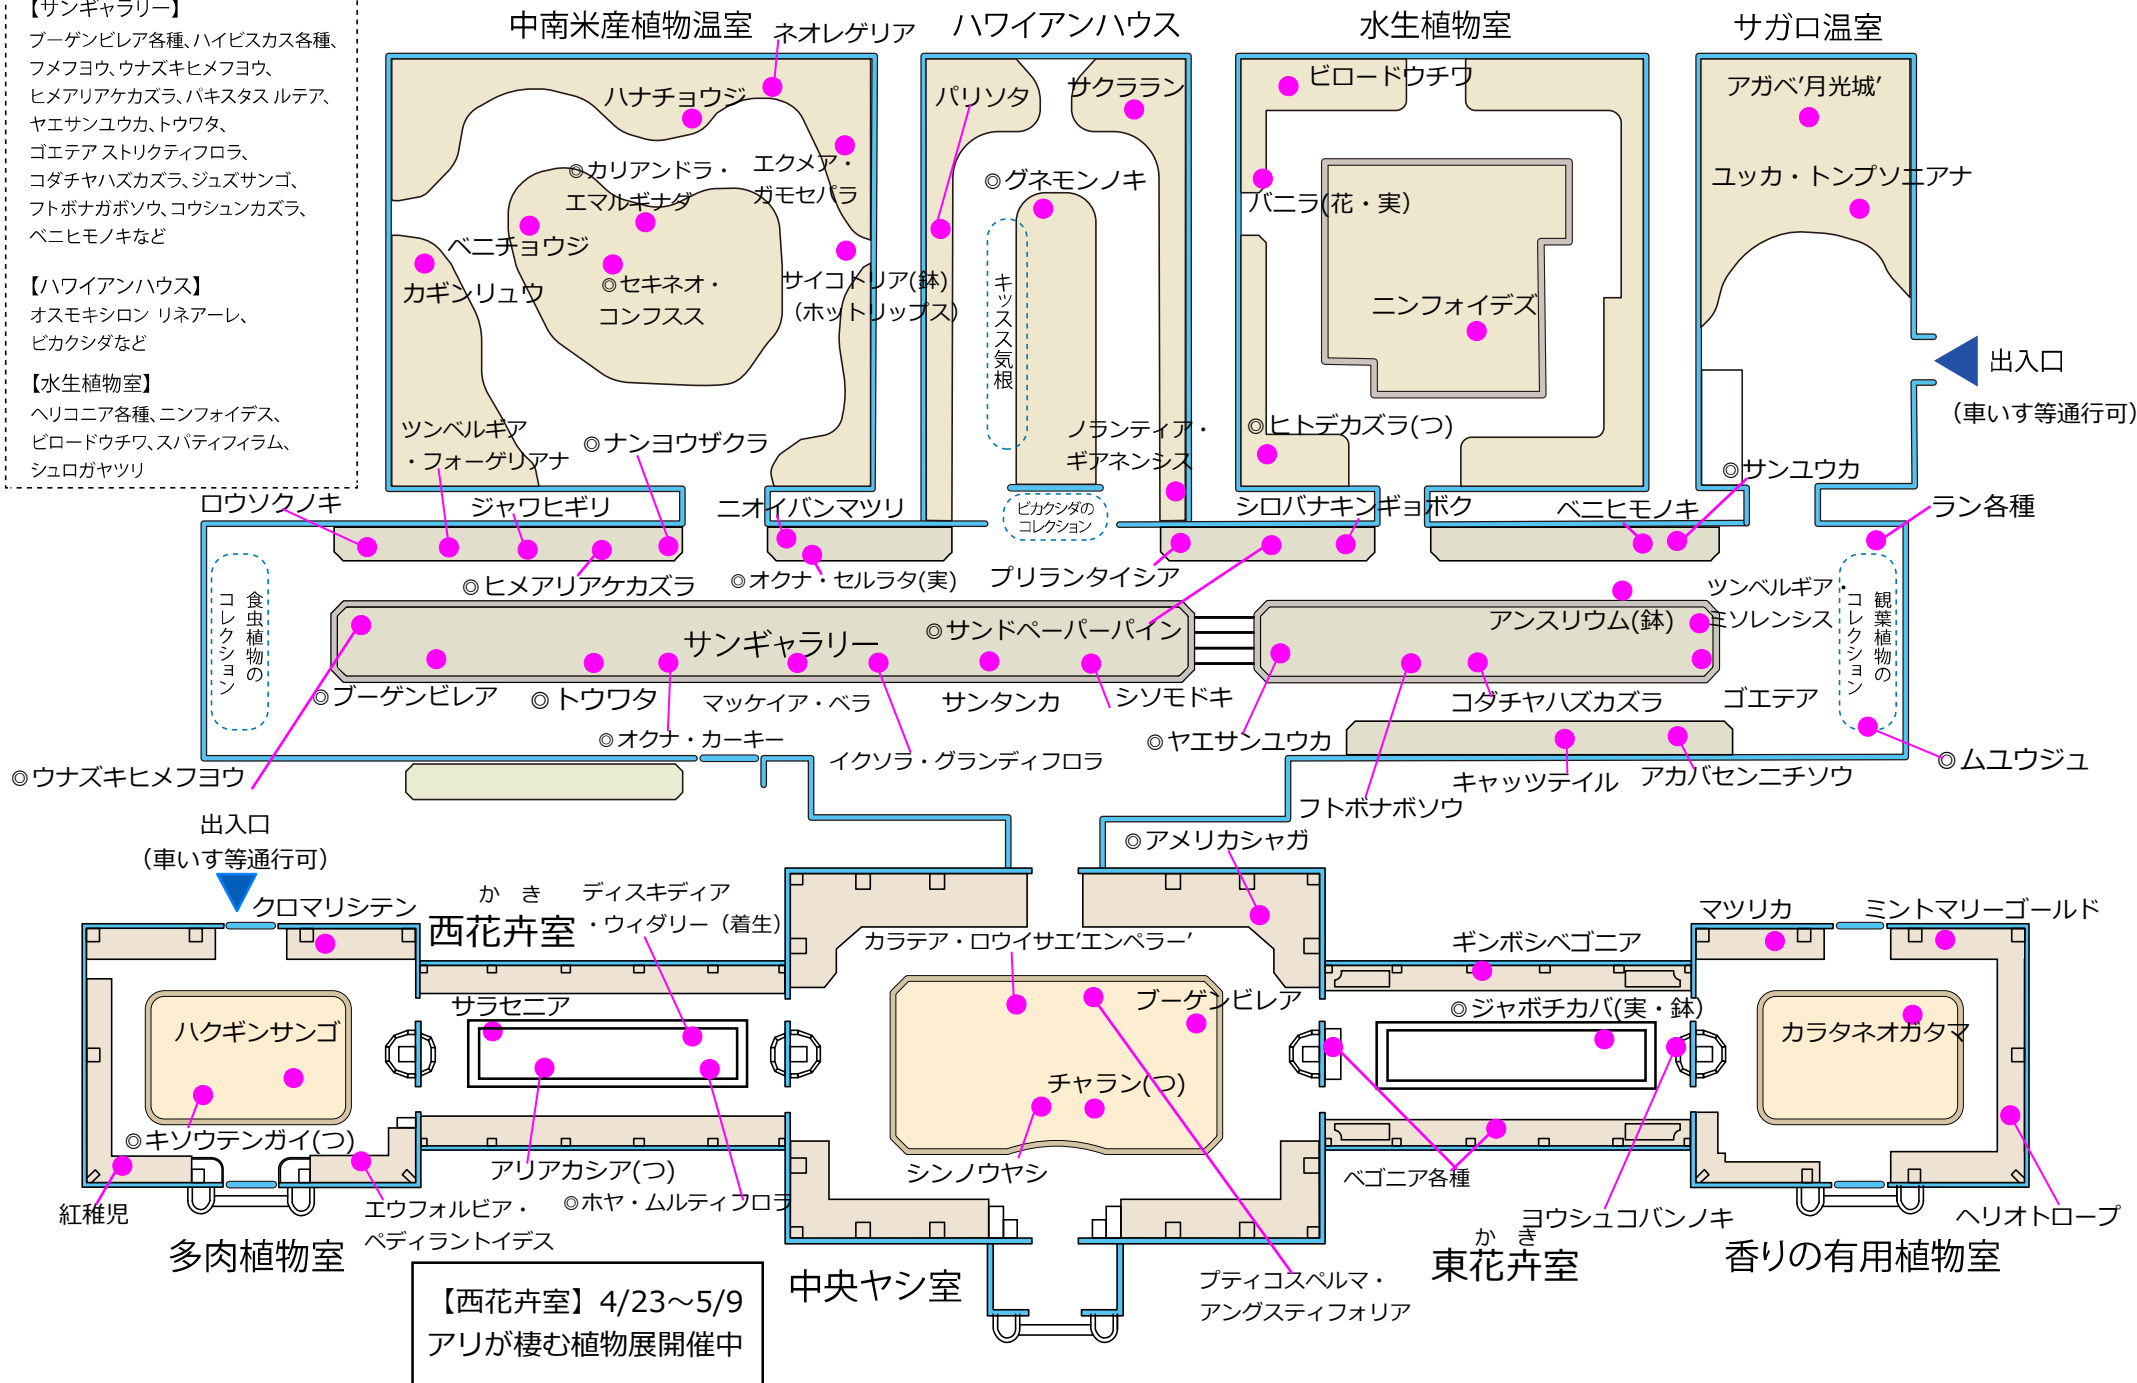 【サンギャラリー】
ブーゲンビレア各種、ハイビスカス各種、
フメフヨウ、ウナズキヒメフヨウ、
ヒメアリアケカズラ、パキスタス ルテア、
ヤエサンユウカ、トウワタ、
ゴエテア ストリクティフロラ、
コダチヤハズカズラ、ジュズサンゴ、
フトボナガボソウ、コウシュンカズラ、
ベニヒモノキなど
【ハワイアンハウス】
オスモキシロン リネアーレ、
ビカクシダなど
【水生植物室】
ヘリコニア各種、ニンフォイデス、
ビロードウチワ、スパティフィラム、
シュロガヤツリ
中南米産植物温室
ネオレゲリア
ハナチョウジ
◎カリアンドラ・
エマルギナダ
エクメア・
ガモセパラ
ベニチョウジ
カギンリュウ
◎セキネオ・
コンフスス
サイコトリア(鉢)
（ホットリップス）
ツンベルギア
・フォーゲリアナ
◎ナンヨウザクラ
ハワイアンハウス
パリソタ
サクララン
◎グネモンノキ
キッスス気根
ノランティア・
ギアネンシス
ビカクシダの
コレクション
水生植物室
ビロードウチワ
バニラ(花・実）
ニンフォイデズ
◎ヒトデカズラ(つ)
サガロ温室
アガベ’月光城’
ユッカ・トンプソニアナ
出入口
（車いす等通行可）
◎サンユウカ
ロウソクノキ
ジャワヒギリ
ニオイバンマツリ
シロバナキンギョボク
ベニヒモノキ
ラン各種
◎ヒメアリアケカズラ
◎オクナ・セルラタ(実)
プリランタイシア
食虫植物の
コレクション
サンギャラリー
◎サンドペーパーパイン
アンスリウム(鉢)
ツンベルギア・
ミソレンシス
観葉植物の
コレクション
◎ブーゲンビレア
◎トウワタ
マッケイア・ベラ
サンタンカ
シソモドキ
コダチヤハズカズラ
ゴエテア
◎オクナ・カーキー
イクソラ・グランディフロラ
◎ヤエサンユウカ
◎ムユウジュ
◎ウナズキヒメフヨウ
キャッツテイル
アカバセンニチソウ
フトボナボソウ
出入口
（車いす等通行可）
◎アメリカシャガ
クロマリシテン
か き
西花卉室
ディスキディア
・ウィダリー（着生）
カラテア・ロウイサエ’エンペラー’
ギンボシベゴニア
マツリカ
ミントマリーゴールド
サラセニア
ブーゲンビレア
◎ジャボチカバ(実・鉢）
ハクギンサンゴ
カラタネオガタマ
チャラン(つ)
◎キソウテンガイ(つ)
アリアカシア(つ)
シンノウヤシ
ベゴニア各種
◎ホヤ・ムルティフロラ
紅稚児
エウフォルビア・
ペディラントイデス
ヨウシュコバンノキ
ヘリオトロープ
多肉植物室
中央ヤシ室
プティコスペルマ・
アングスティフォリア
か き
東花卉室
香りの有用植物室
【西花卉室】4/23～5/9
アリが棲む植物展開催中